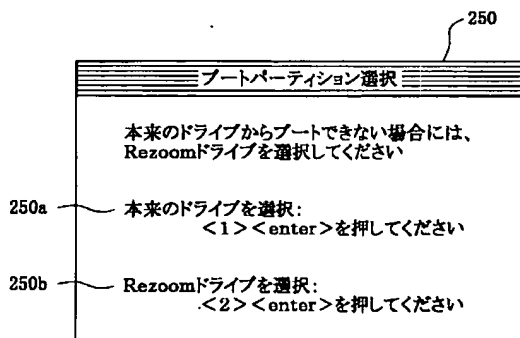 250
ブートパーティション選択
本来のドライブからブートできない場合には、
Rezoomドライブを選択してください
250a
本来のドライブを選択:
<1><enter>を押してください
250b
Rezoomドライブを選択:
<2><enter>を押してください